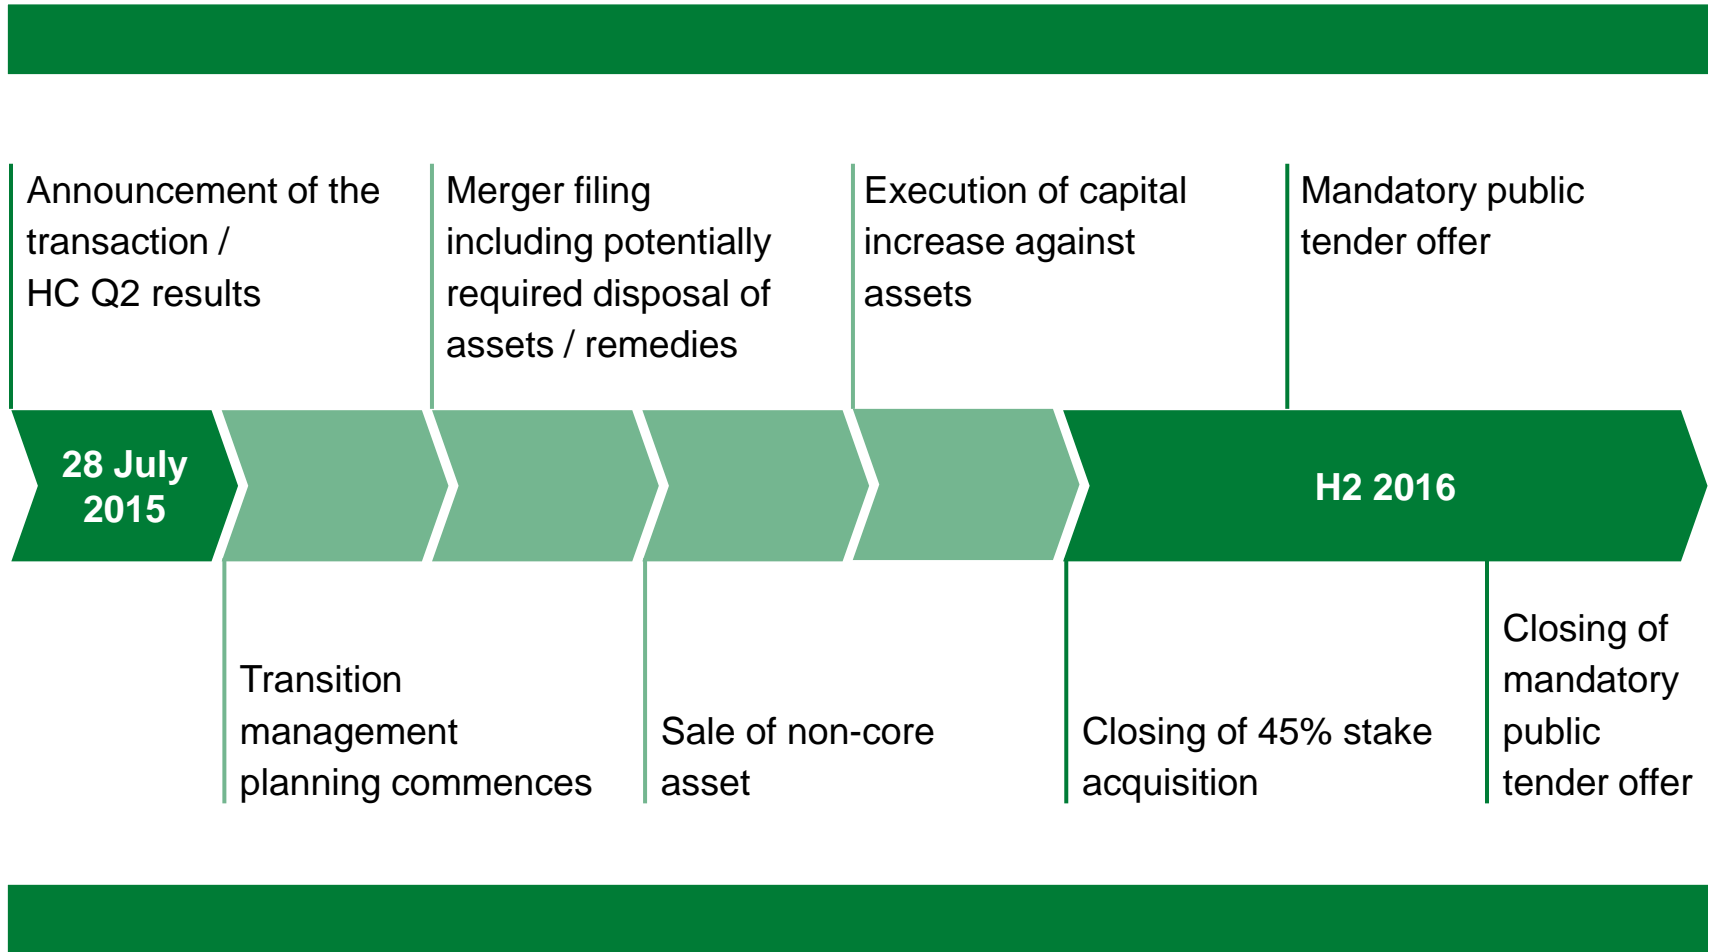 Announcement of the
transaction /
HC Q2 results
Merger filing
including potentially
required disposal of
assets / remedies
Execution of capital
increase against
assets
Mandatory public
tender offer
28 July
2015
H2 2016
Transition
management
planning commences
Sale of non-core
asset
Closing of 45% stake
acquisition
Closing of
mandatory
public
tender offer